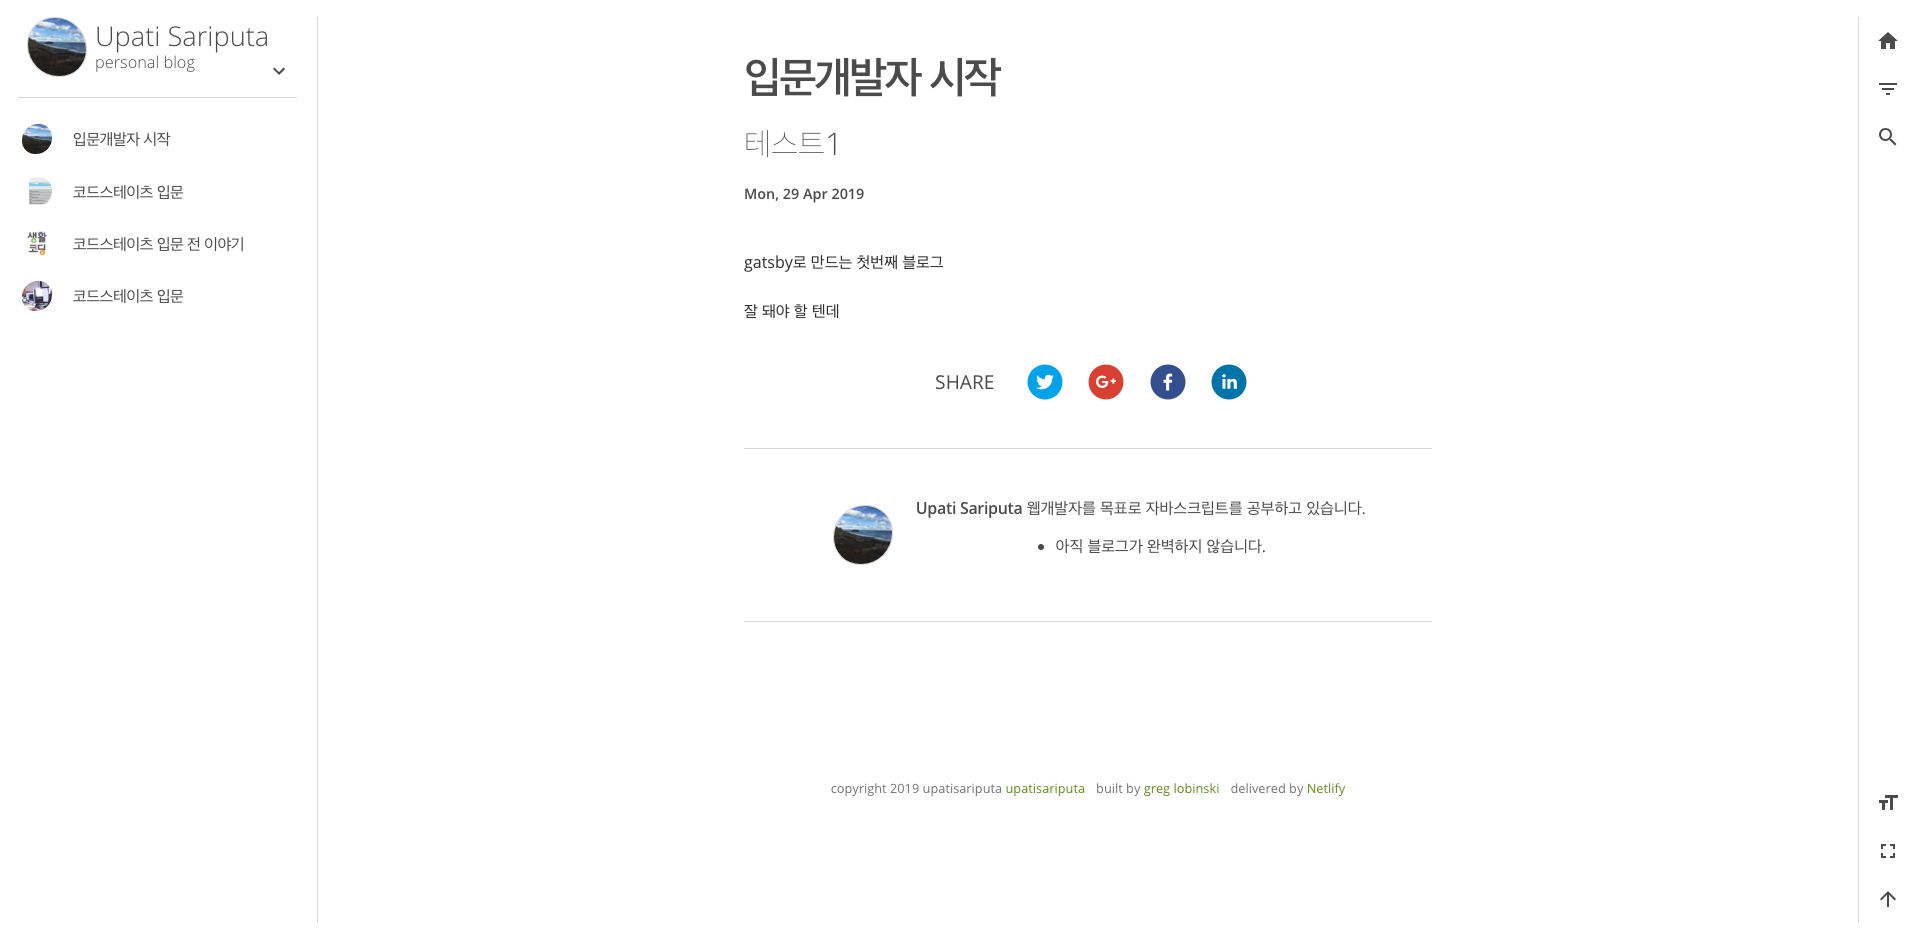 Upati Sariputa
personal blog
입문개발자 시작
코드스테이츠 입문
생활
코딩
코드스테이츠 입문 전 이야기
코드스테이츠 입문
입문개발자 시작
테스트1
Mon, 29 Apr 2019
gatsby로 만드는 첫번째 블로그
잘 돼야 할 텐데
SHARE
Upati Sariputa 웹개발자를 목표로 자바스크립트를 공부하고 있습니다.
• 아직 블로그가 완벽하지 않습니다.
copyright 2019 upatisariputa upatisariputa built by greg lobinski delivered by Netlify